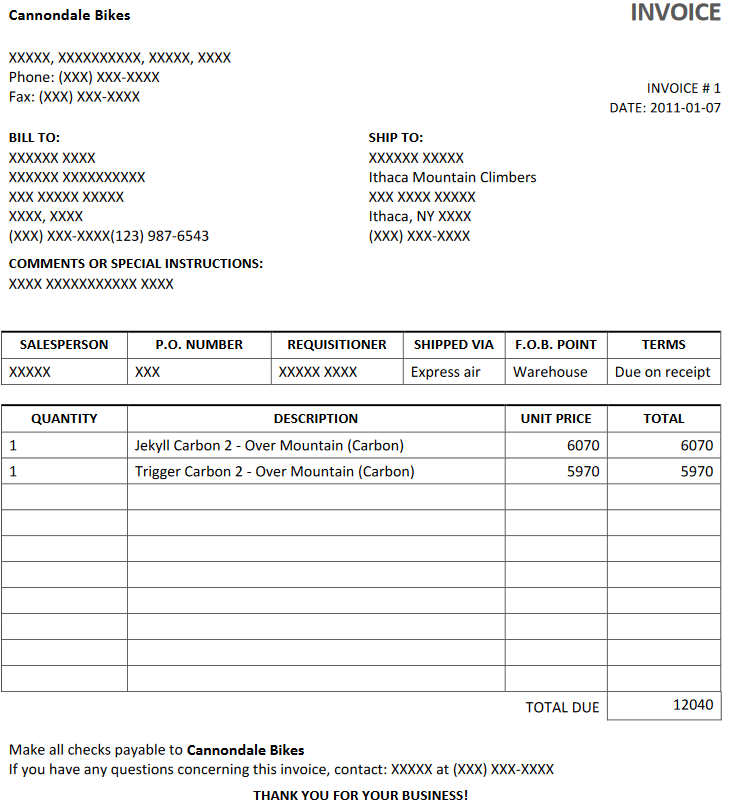 Cannondale Bikes
INVOICE
XXXXX, XXXXXXXXXX, XXXXX, XXXX
Phone: (XXX) XXX-XXXX
Fax: (XXX) XXX-XXXX
INVOICE # 1
DATE: 2011-01-07
BILL TO:
XXXXXX XXXX
XXXXXX XXXXXXXXXX
XXX XXXXX XXXXX
XXXX, XXXX
(XXX) XXX-XXXX(123) 987-6543
SHIP TO:
XXXXXX XXXXX
Ithaca Mountain Climbers
XXX XXXX XXXXX
Ithaca, NY XXXX
(XXX) XXX-XXXX
COMMENTS OR SPECIAL INSTRUCTIONS:
XXXX XXXXXXXXXXX XXXX
SALESPERSON P.O. NUMBER REQUISITIONER SHIPPED VIA F.O.B. POINT TERMS
XXXXX XXX XXXXX XXXX Express air Warehouse Due on receipt
QUANTITY DESCRIPTION UNIT PRICE TOTAL
1 Jekyll Carbon 2 - Over Mountain (Carbon) 6070 6070
1 Trigger Carbon 2 - Over Mountain (Carbon) 5970 5970
TOTAL DUE 12040
Make all checks payable to Cannondale Bikes
If you have any questions concerning this invoice, contact: XXXXX at (XXX) XXX-XXXX
THANK YOU FOR YOUR BUSINESS!